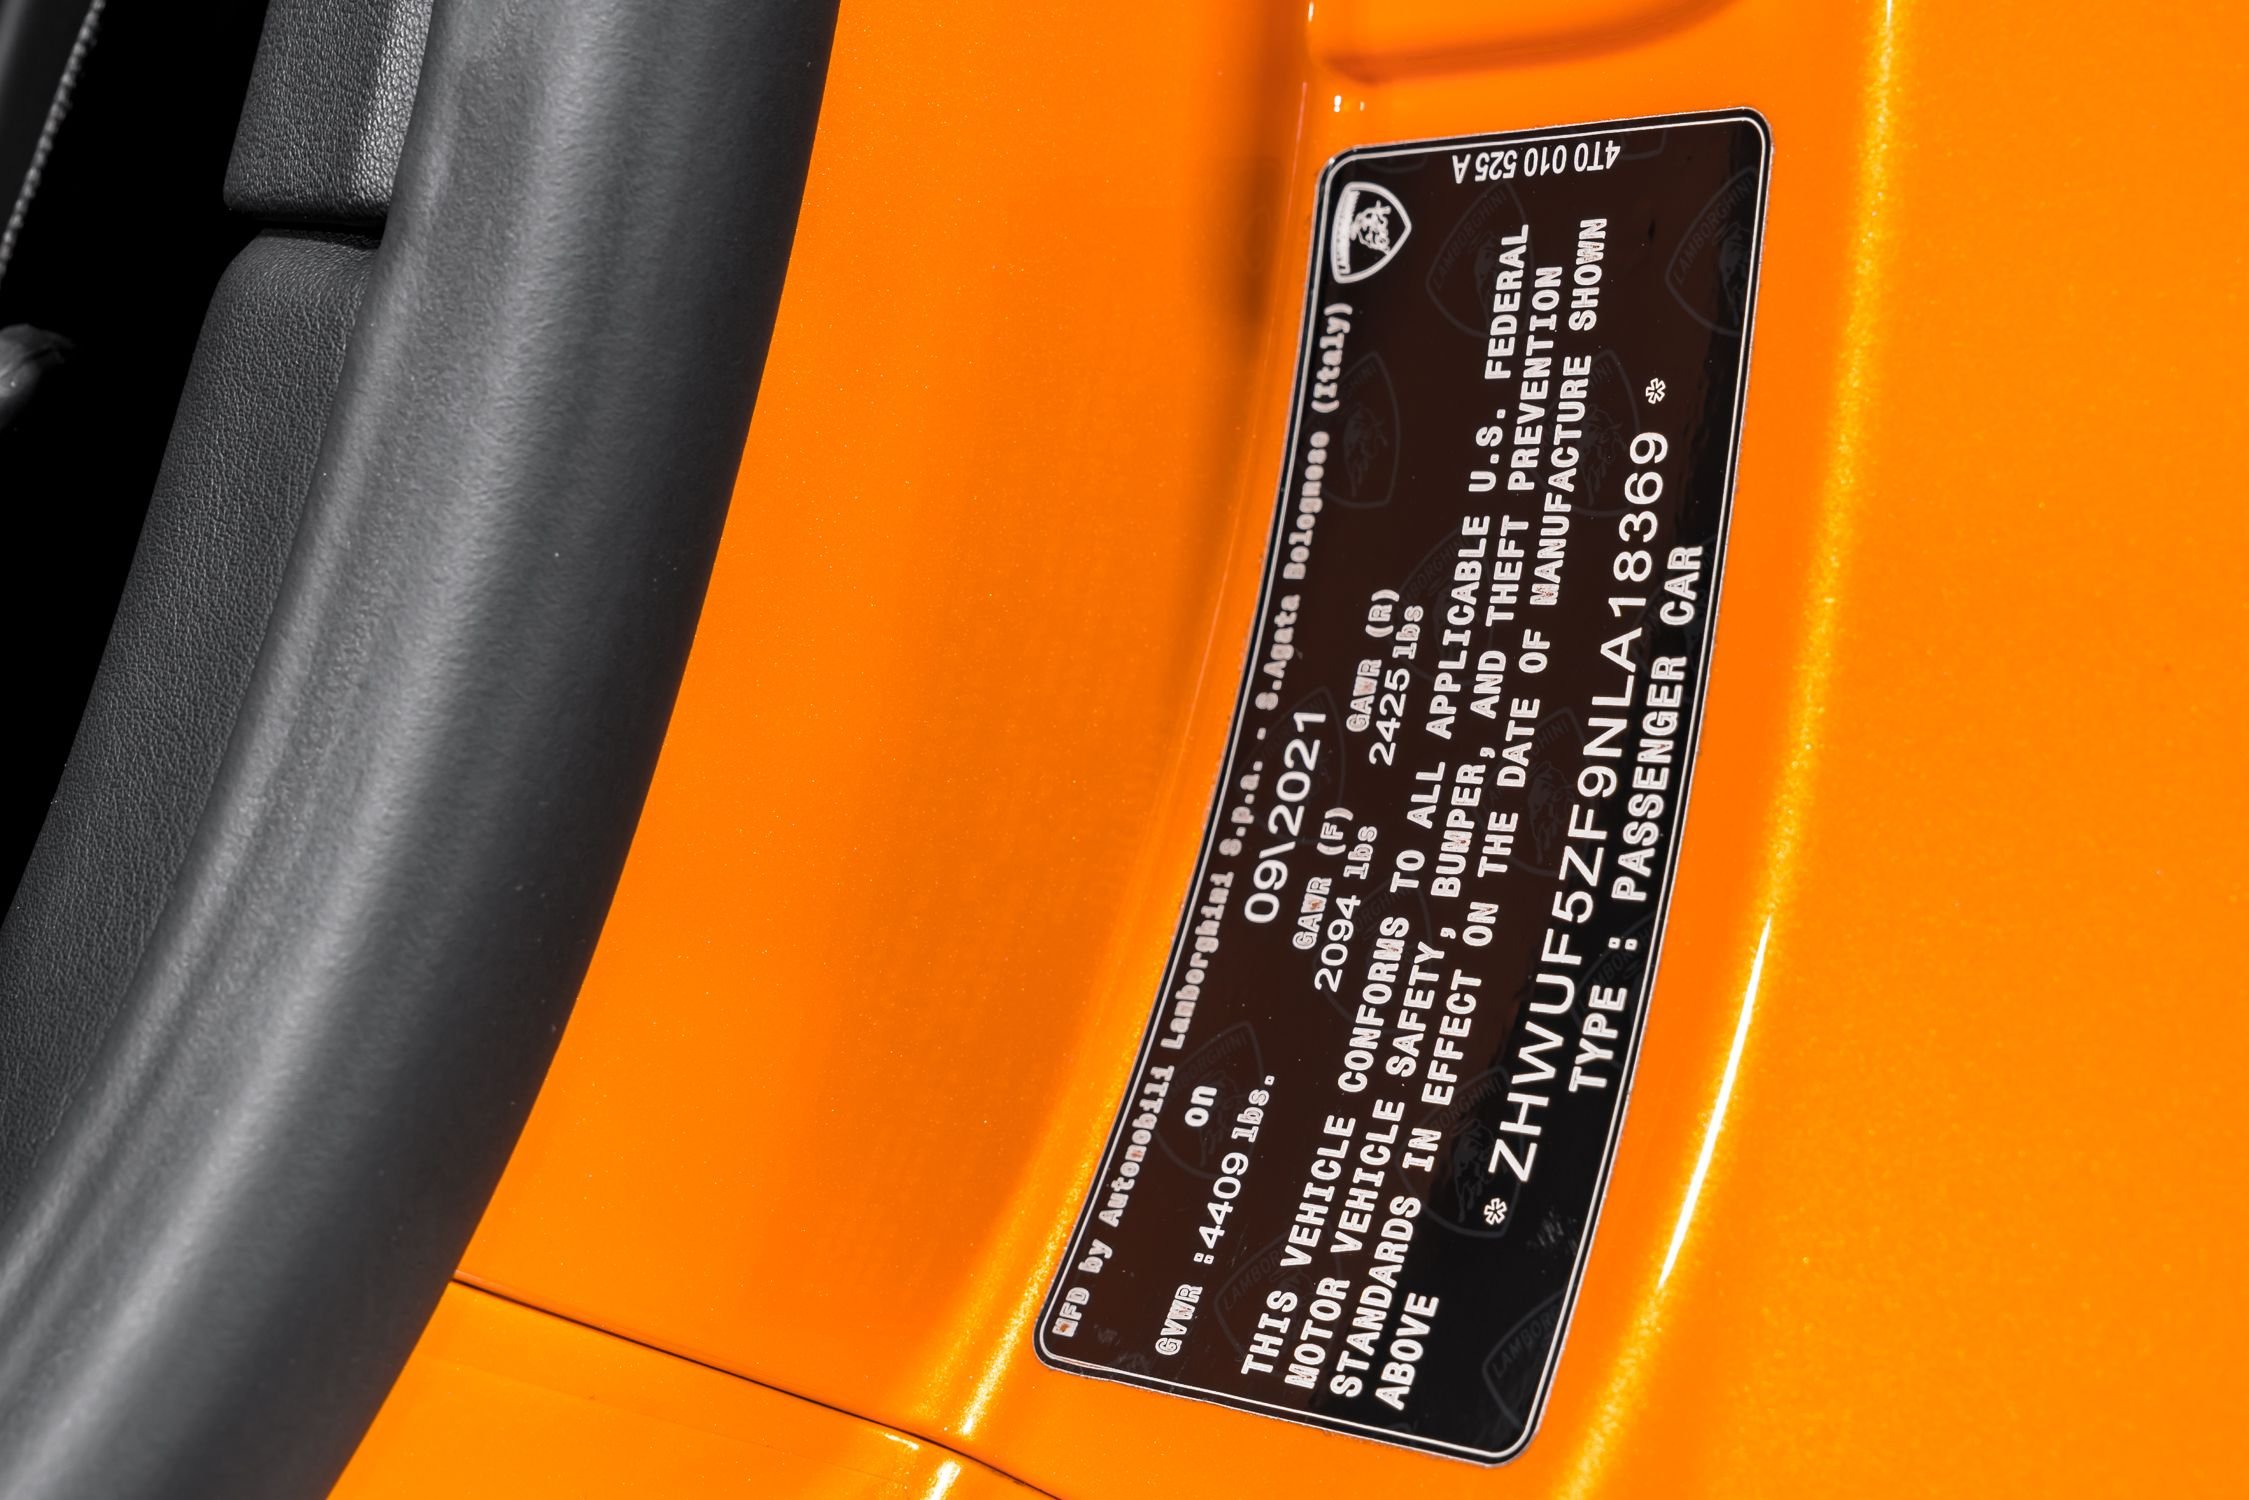 4T0 010 525 A
MFD by Automobili Lamborghini S.p.a. - S.Agata Bolognese (Italy)
on 09\2021
GAWR (F) GAWR (R)
GVWR :4409 lbs. 2094 lbs 2425 lbs
THIS VEHICLE CONFORMS TO ALL APPLICABLE U.S. FEDERAL
MOTOR VEHICLE SAFETY, BUMPER, AND THEFT PREVENTION
STANDARDS IN EFFECT ON THE DATE OF MANUFACTURE SHOWN
ABOVE
* ZHWUF5ZF9NLA18369 *
TYPE : PASSENGER CAR
LAMBORGHINI